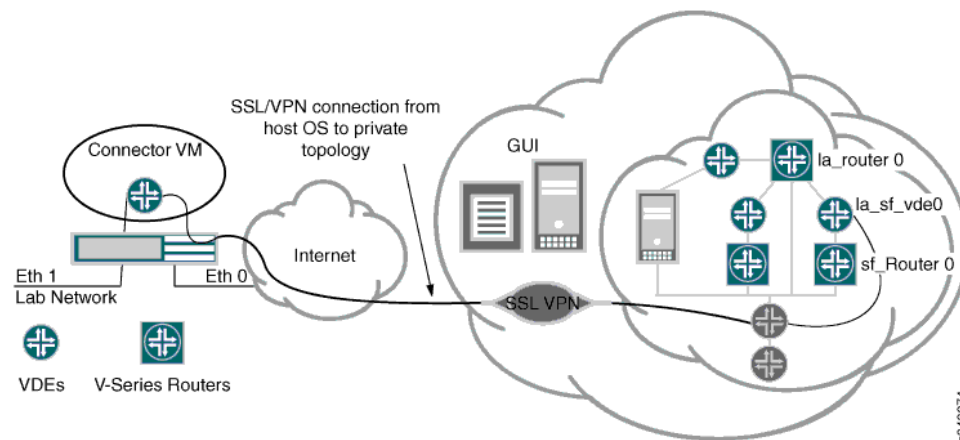 SSL/VPN connection from
host OS to private
topology
Connector VM
GUI
la_router 0
la_sf_vde0
Internet
sf_Router 0
Eth 1
Eth 0
Lab Network
SSL VPN
VDEs
V-Series Routers